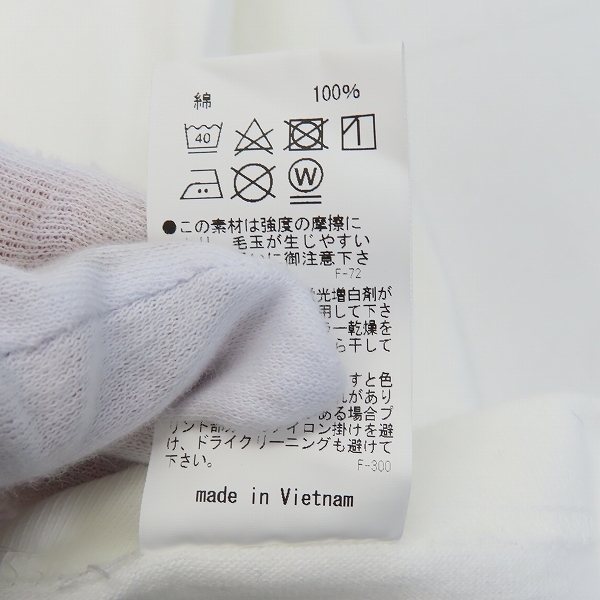 綿 100%
40
W
●この素材は強度の摩擦に
毛玉が生じやすい
に御注意下さ
F-72
光増白剤が
用して下さ
乾燥を
ら干して
すと色
があり
ある場合プ
リント部 アイロン掛けを避
け、ドライクリーニングも避けて
下さい。 F-300
made in Vietnam